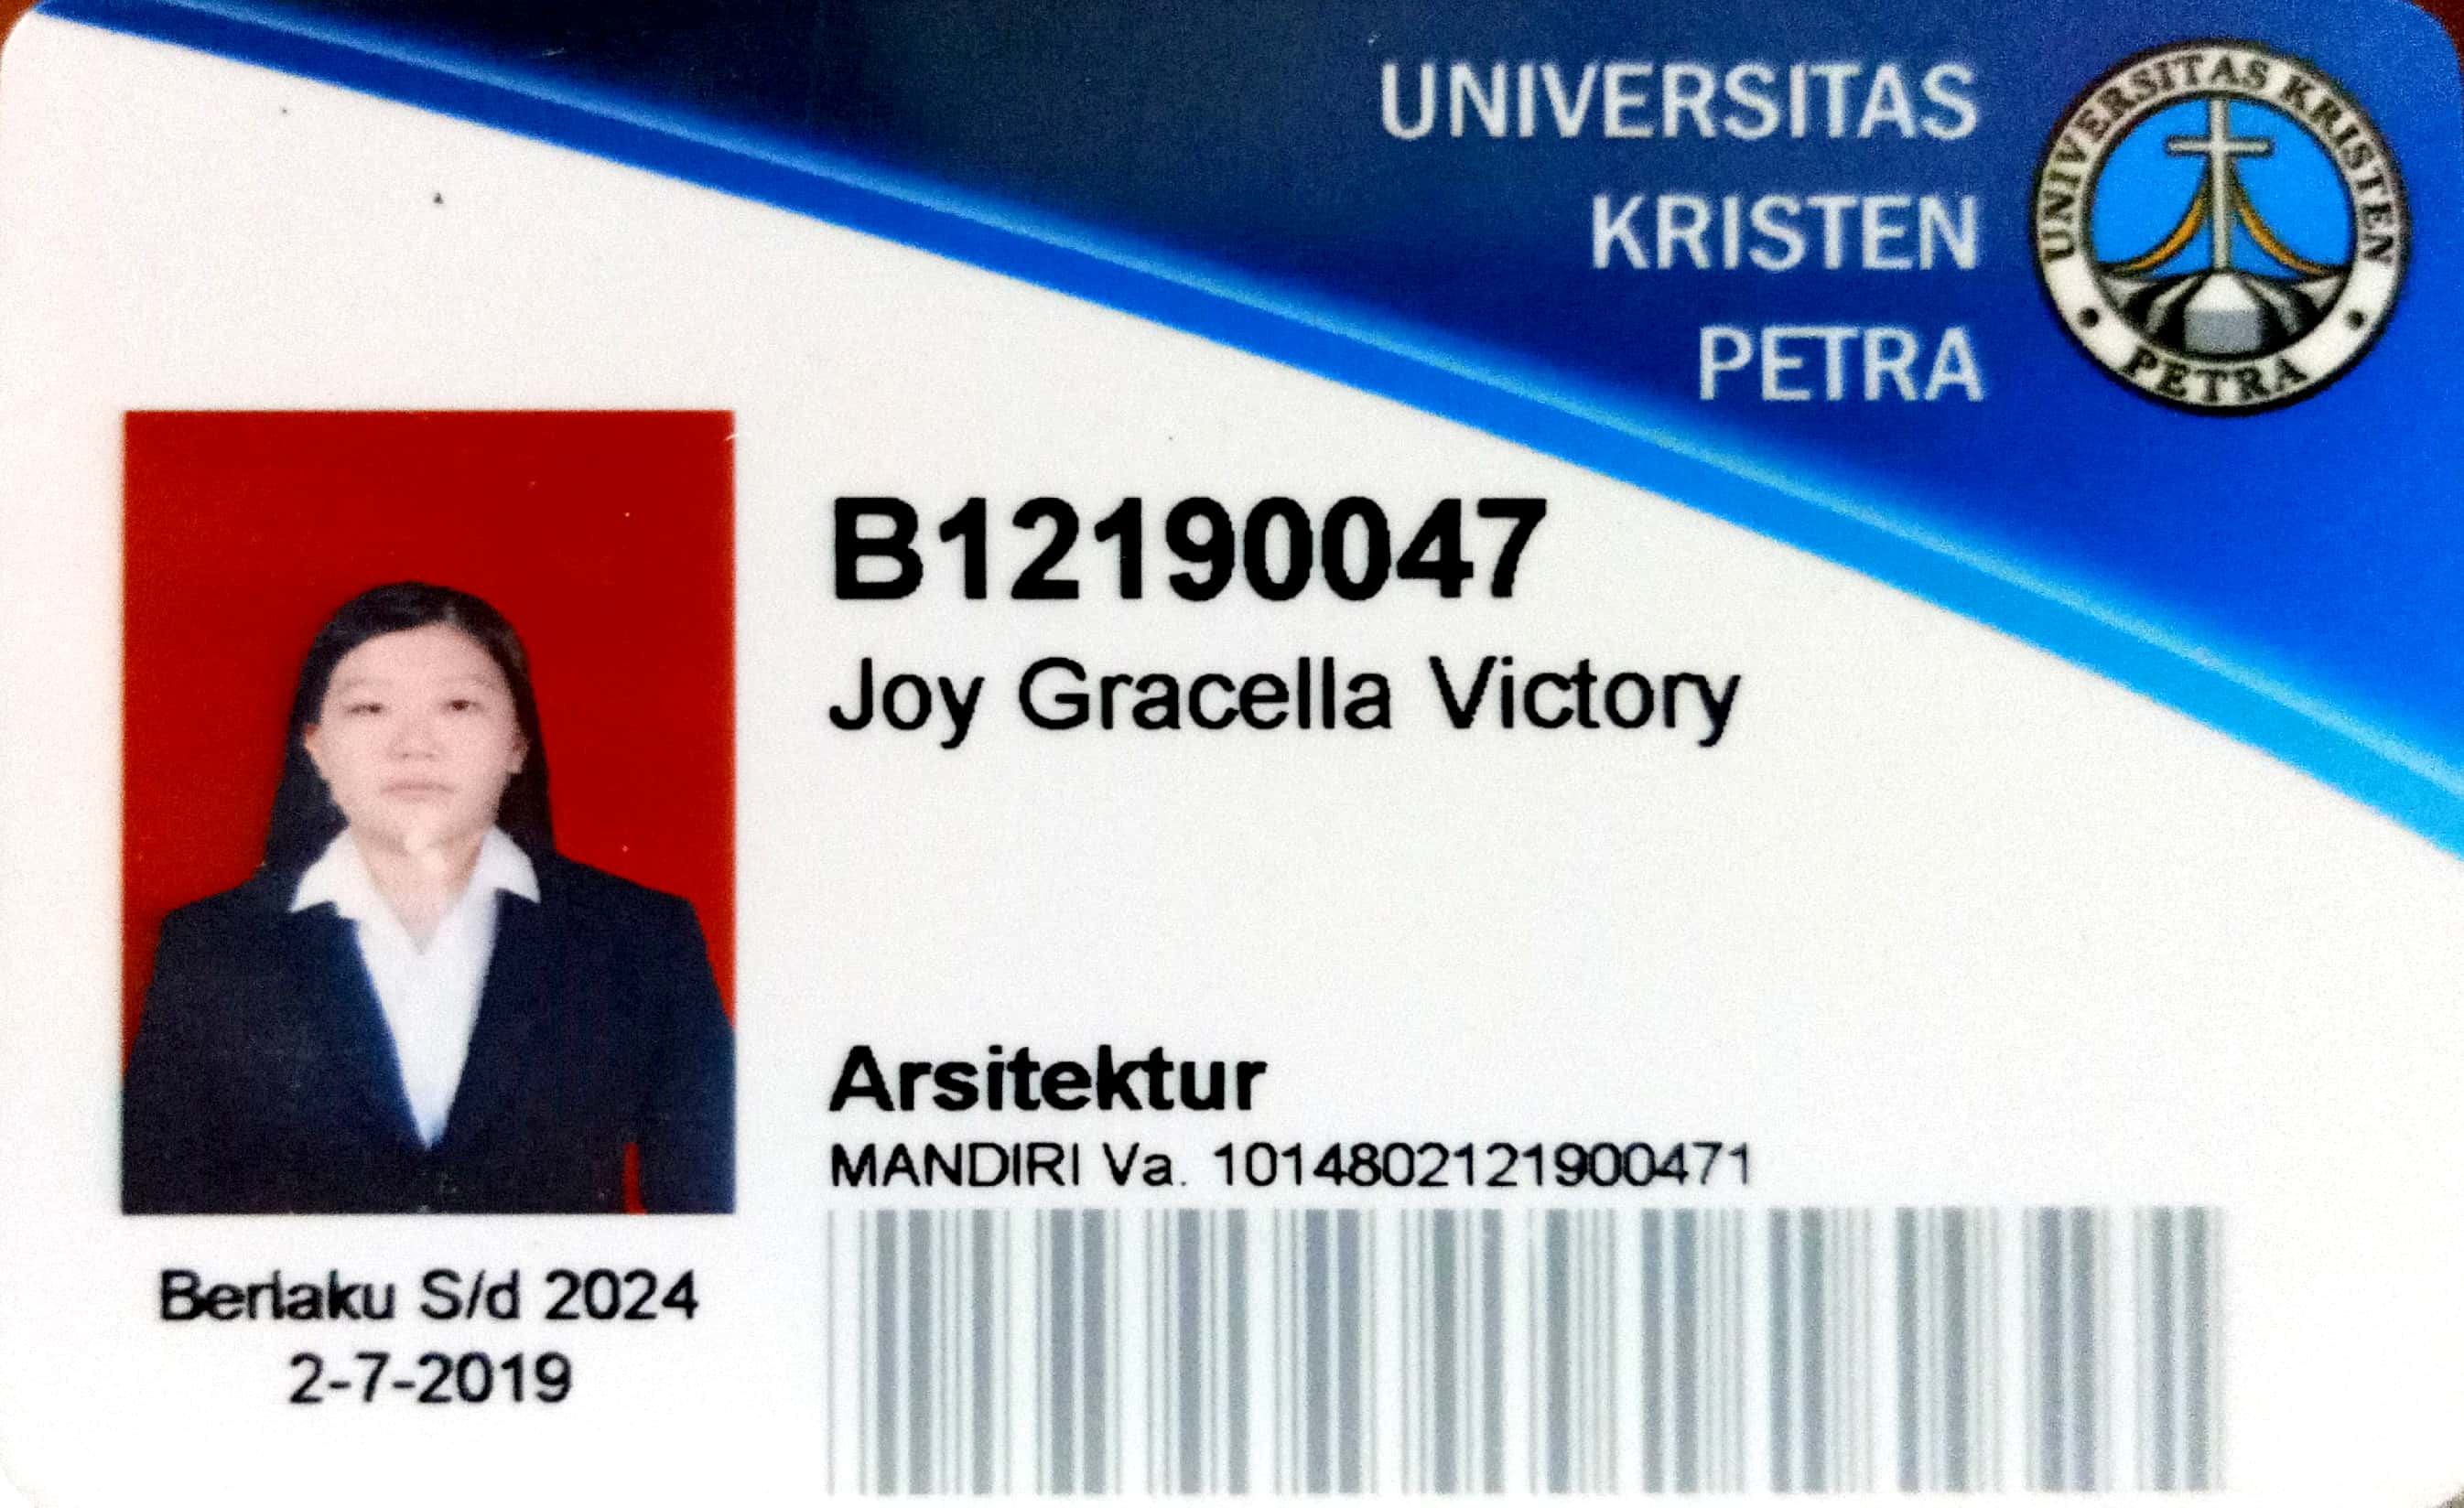 UNIVERSITAS
KRISTEN
PETRA
UNIVERSITAS KRISTEN
PETRA
B12190047
Joy Gracella Victory
Arsitektur
MANDIRI Va. 1014802121900471
Berlaku S/d 2024
2-7-2019